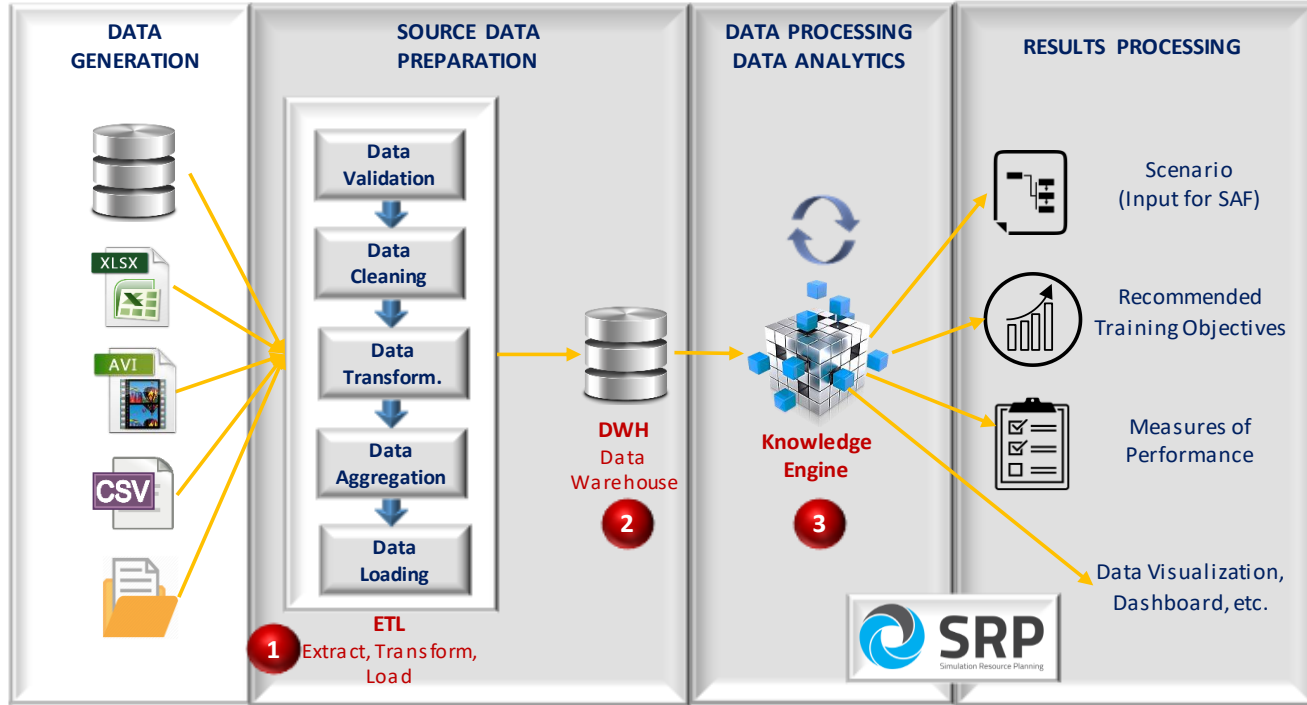 DATA
GENERATION
SOURCE DATA
PREPARATION
DATA PROCESSING
DATA ANALYTICS
RESULTS PROCESSING
XLSX
X
AVI
CSV
Data
Validation
Data
Cleaning
Data
Transform.
Data
Aggregation
Data
Loading
1
ETL
Extract, Transform,
Load
DWH
Data
Warehouse
2
Knowledge
Engine
3
Scenario
(Input for SAF)
Recommended
Training Objectives
Measures of
Performance
Data Visualization,
Dashboard, etc.
SRP
Simulation Resource Planning